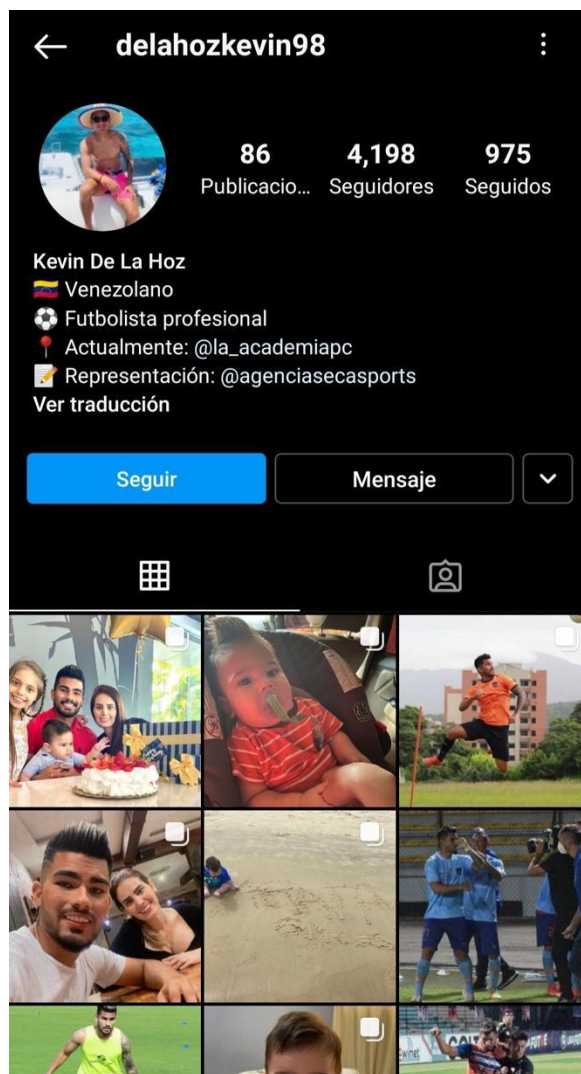 delahozkevin98
86 4,198 975
Publicacio... Seguidores Seguidos
Kevin De La Hoz
Venezolano
Futbolista profesional
Actualmente: @la_academiapc
Representación: @agenciasecasports
Ver traducción
Seguir Mensaje